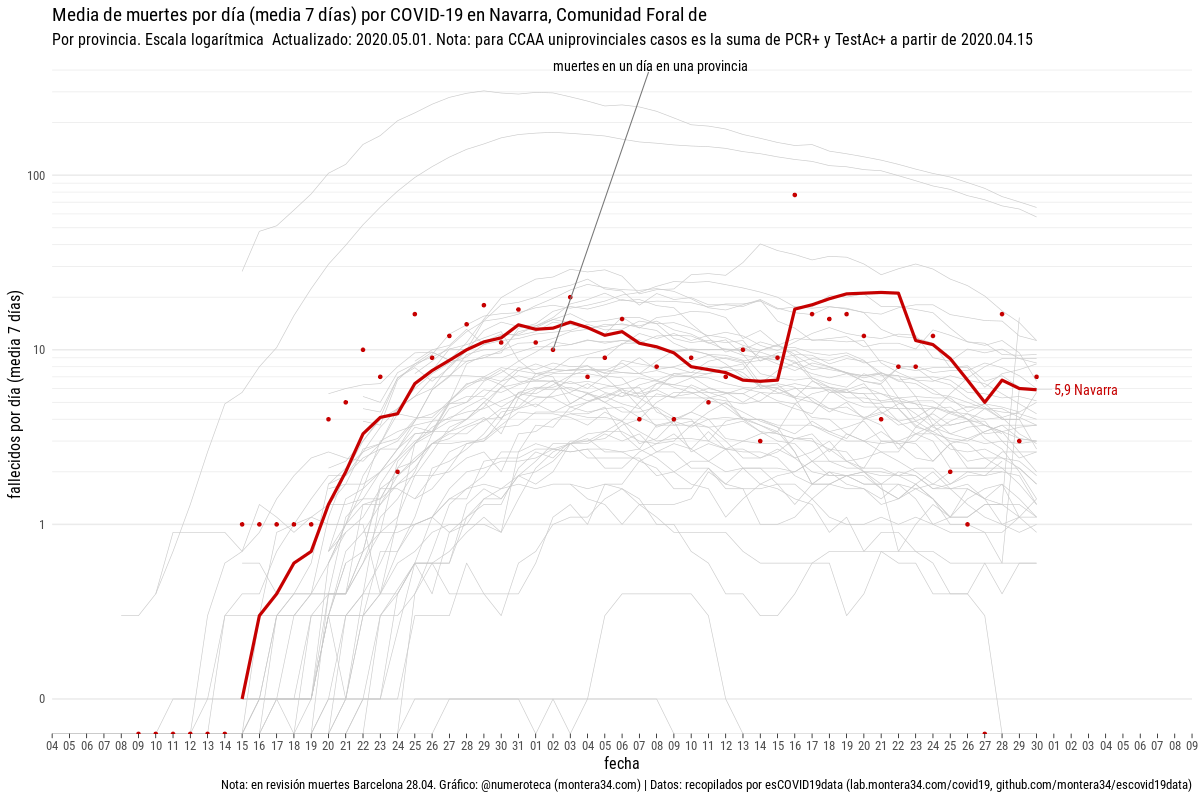 Media de muertes por día (media 7 días) por COVID-19 en Navarra, Comunidad Foral de
Por provincia. Escala logarítmica  Actualizado: 2020.05.01. Nota: para CCAA uniprovinciales casos es la suma de PCR+ y TestAc+ a partir de 2020.04.15
muertes en un día en una provincia
fallecidos por día (media  7 días)
100
10
1
0
5,9 Navarra
04 05 06 07 08 09 10 11 12 13 14 15 16 17 18 19 20 21 22 23 24 25 26 27 28 29 30 31 01 02 03 04 05 06 07 08 09 10 11 12 13 14 15 16 17 18 19 20 21 22 23 24 25 26 27 28 29 30 01 02 03 04 05 06 07 08 09
fecha
Nota: en revisión muertes Barcelona 28.04. Gráfico: @numeroteca (montera34.com) | Datos: recopilados por esCOVID19data (lab.montera34.com/covid19, github.com/montera34/escovid19data)